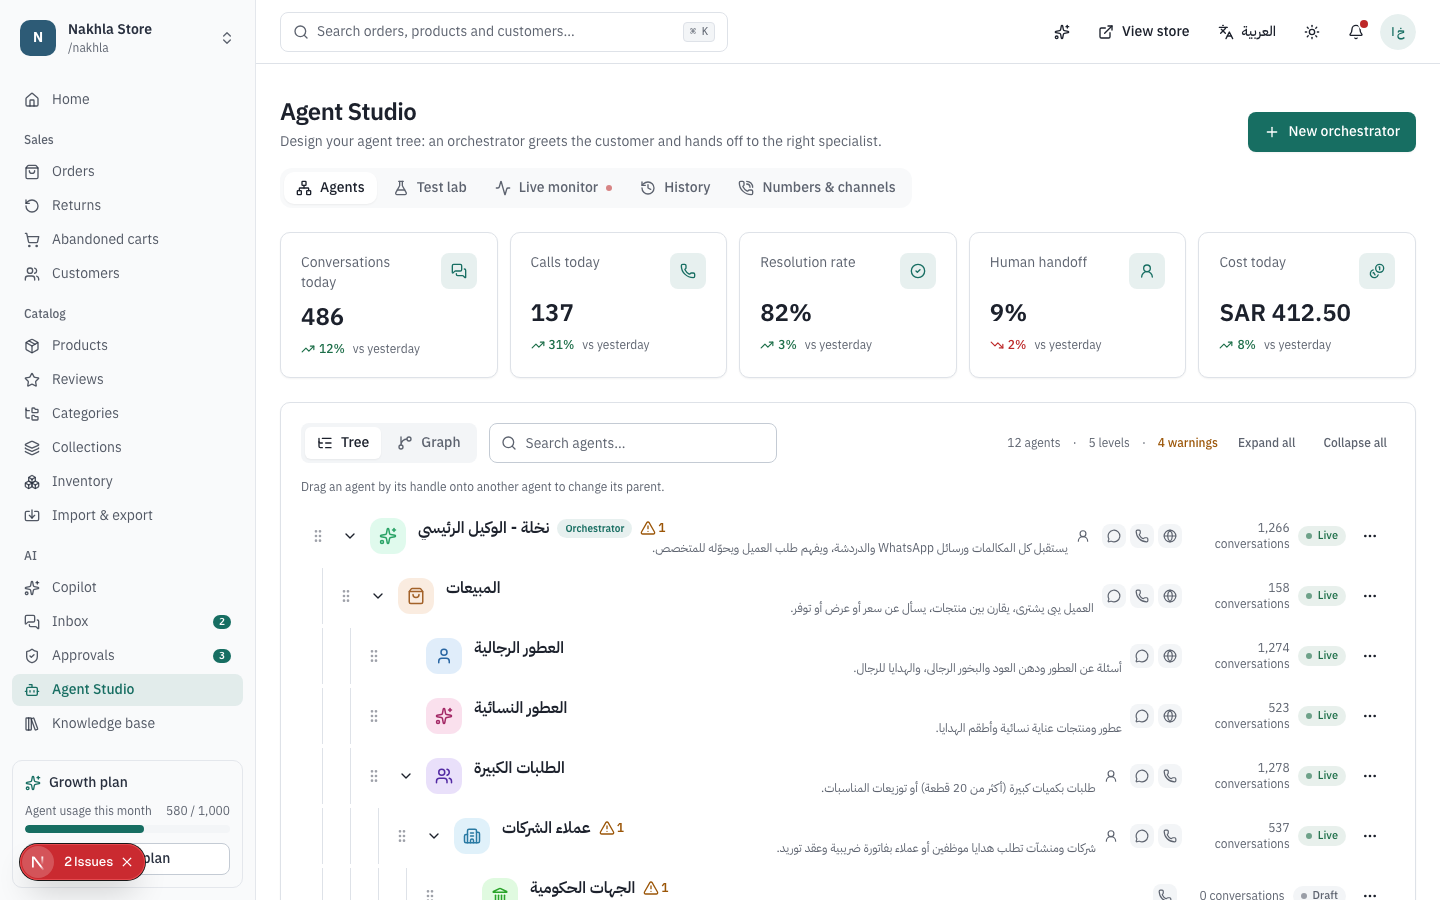 N
Nakhla Store
/nakhla
Home
Sales
Orders
Returns
Abandoned carts
Customers
Catalog
Products
Reviews
Categories
Collections
Inventory
Import & export
AI
Copilot
Inbox 2
Approvals 3
Agent Studio
Knowledge base
Growth plan
Agent usage this month 580 / 1,000
plan
N 2 Issues
Search orders, products and customers... ⌘ K
View store
العربية
خ ا
Agent Studio
Design your agent tree: an orchestrator greets the customer and hands off to the right specialist.
New orchestrator
Agents Test lab Live monitor History Numbers & channels
Conversations today
486
12% vs yesterday
Calls today
137
31% vs yesterday
Resolution rate
82%
3% vs yesterday
Human handoff
9%
2% vs yesterday
Cost today
SAR 412.50
8% vs yesterday
Tree Graph Search agents... 12 agents · 5 levels · 4 warnings Expand all Collapse all
Drag an agent by its handle onto another agent to change its parent.
نخلة - الوكيل الرئيسي Orchestrator 1
يستقبل كل المكالمات ورسائل WhatsApp والدردشة، ويفهم طلب العميل ويحوّله للمتخصص.
1,266 conversations Live
المبيعات
العميل يبي يشتري، يقارن بين منتجات، يسأل عن سعر أو عرض أو توفر.
158 conversations Live
العطور الرجالية
أسئلة عن العطور ودهن العود والبخور الرجالي، والهدايا للرجال.
1,274 conversations Live
العطور النسائية
عطور ومنتجات عناية نسائية وأطقم الهدايا.
523 conversations Live
الطلبات الكبيرة
طلبات بكميات كبيرة (أكثر من 20 قطعة) أو توزيعات المناسبات.
1,278 conversations Live
عملاء الشركات 1
شركات ومنشآت تطلب هدايا موظفين أو عملاء بفاتورة ضريبية وعقد توريد.
537 conversations Live
الجهات الحكومية 1
0 conversations Draft